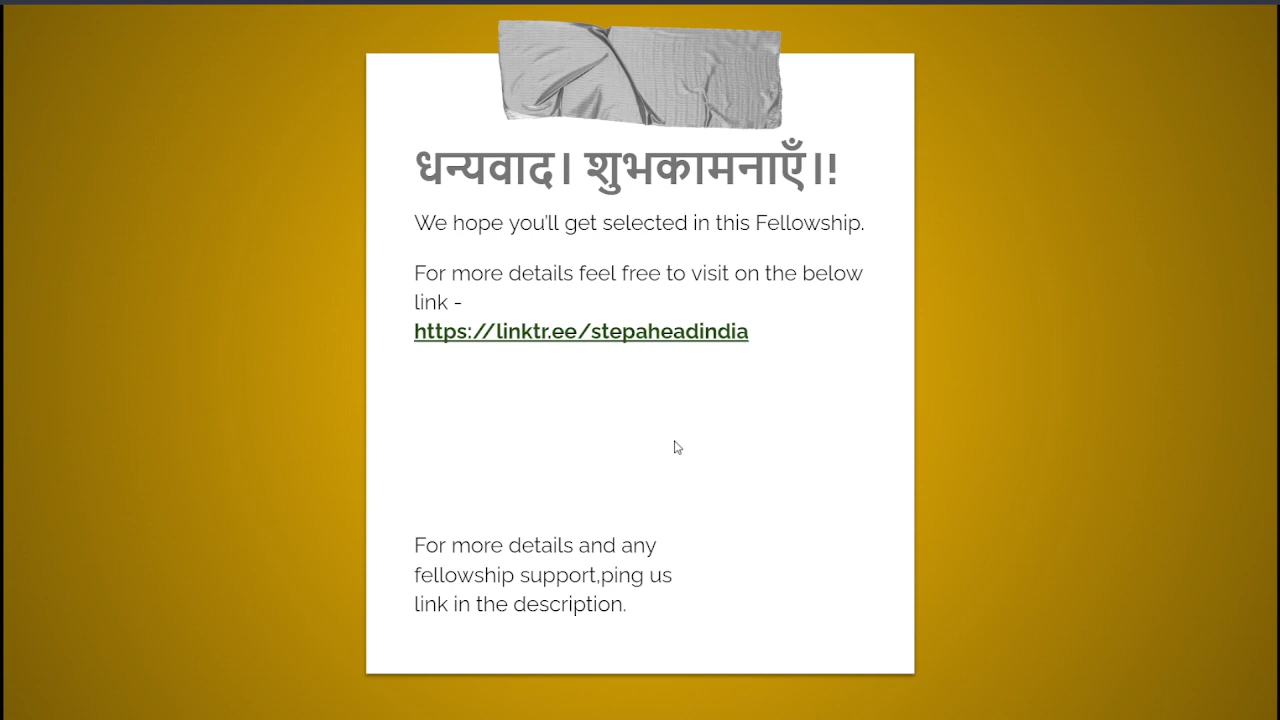 धन्यवाद। शुभकामनाएँ।!
We hope you'll get selected in this Fellowship.
For more details feel free to visit on the below
link -
https://linktr.ee/stepaheadindia
For more details and any
fellowship support,ping us
link in the description.